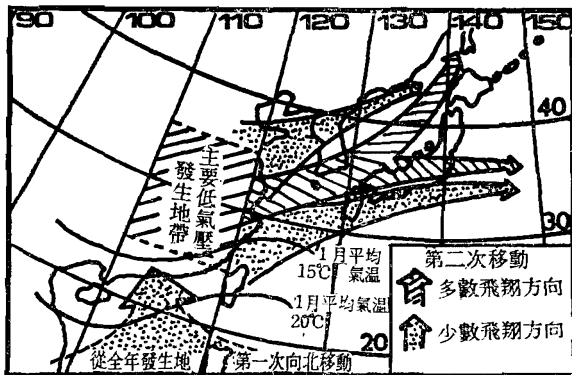 90
100
110
120
130
140
150
40
30
20
主要低氣壓
發生地帶
1月平均
15℃氣温
1月平均氣温
20℃
從全年發生地
第一次向北移動
第二次移動
多數飛翔方向
少數飛翔方向